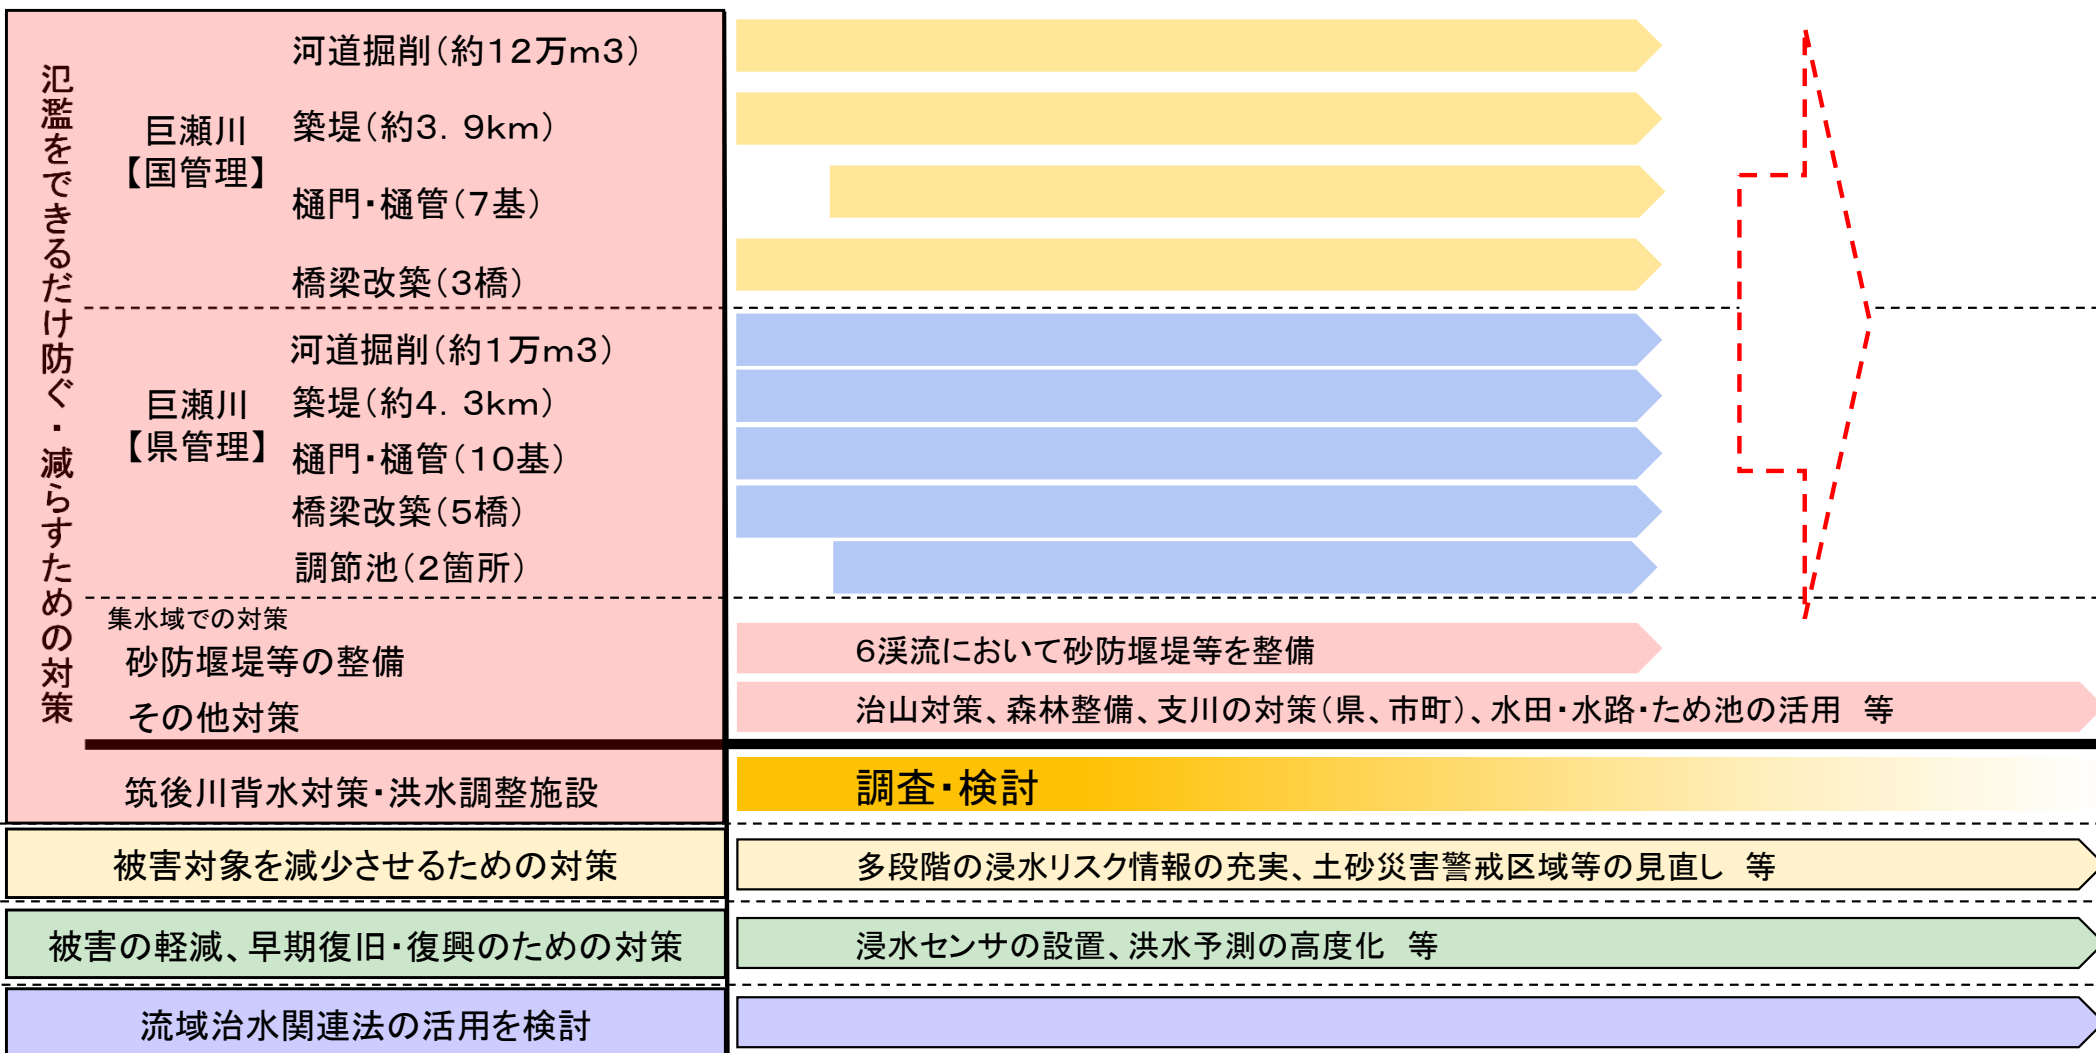 氾濫をできるだけ防ぐ・減らすための対策
巨瀬川
【国管理】
河道掘削(約12万m3)
築堤(約3．9km)
樋門・樋管(7基)
橋梁改築(3橋)
巨瀬川
【県管理】
河道掘削(約1万m3)
築堤(約4．3km)
樋門・樋管(10基)
橋梁改築(5橋)
調節池(2箇所)
集水域での対策
砂防堰堤等の整備
6渓流において砂防堰堤等を整備
その他対策
治山対策、森林整備、支川の対策(県、市町)、水田・水路・ため池の活用　等
筑後川背水対策・洪水調整施設
調査・検討
被害対象を減少させるための対策
多段階の浸水リスク情報の充実、土砂災害警戒区域等の見直し　等
被害の軽減、早期復旧・復興のための対策
浸水センサの設置、洪水予測の高度化　等
流域治水関連法の活用を検討